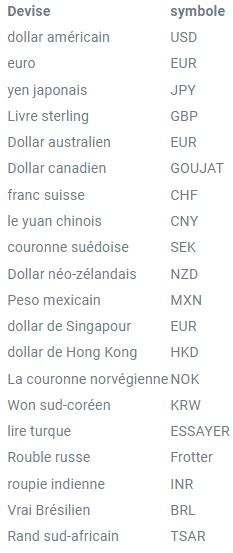 Devise symbole
dollar américain USD
euro EUR
yen japonais JPY
Livre sterling GBP
Dollar australien EUR
Dollar canadien GOUJAT
franc suisse CHF
le yuan chinois CNY
couronne suédoise SEK
Dollar néo-zélandais NZD
Peso mexicain MXN
dollar de Singapour EUR
dollar de Hong Kong HKD
La couronne norvégienne NOK
Won sud-coréen KRW
lire turque ESSAYER
Rouble russe Frotter
roupie indienne INR
Vrai Brésilien BRL
Rand sud-africain TSAR